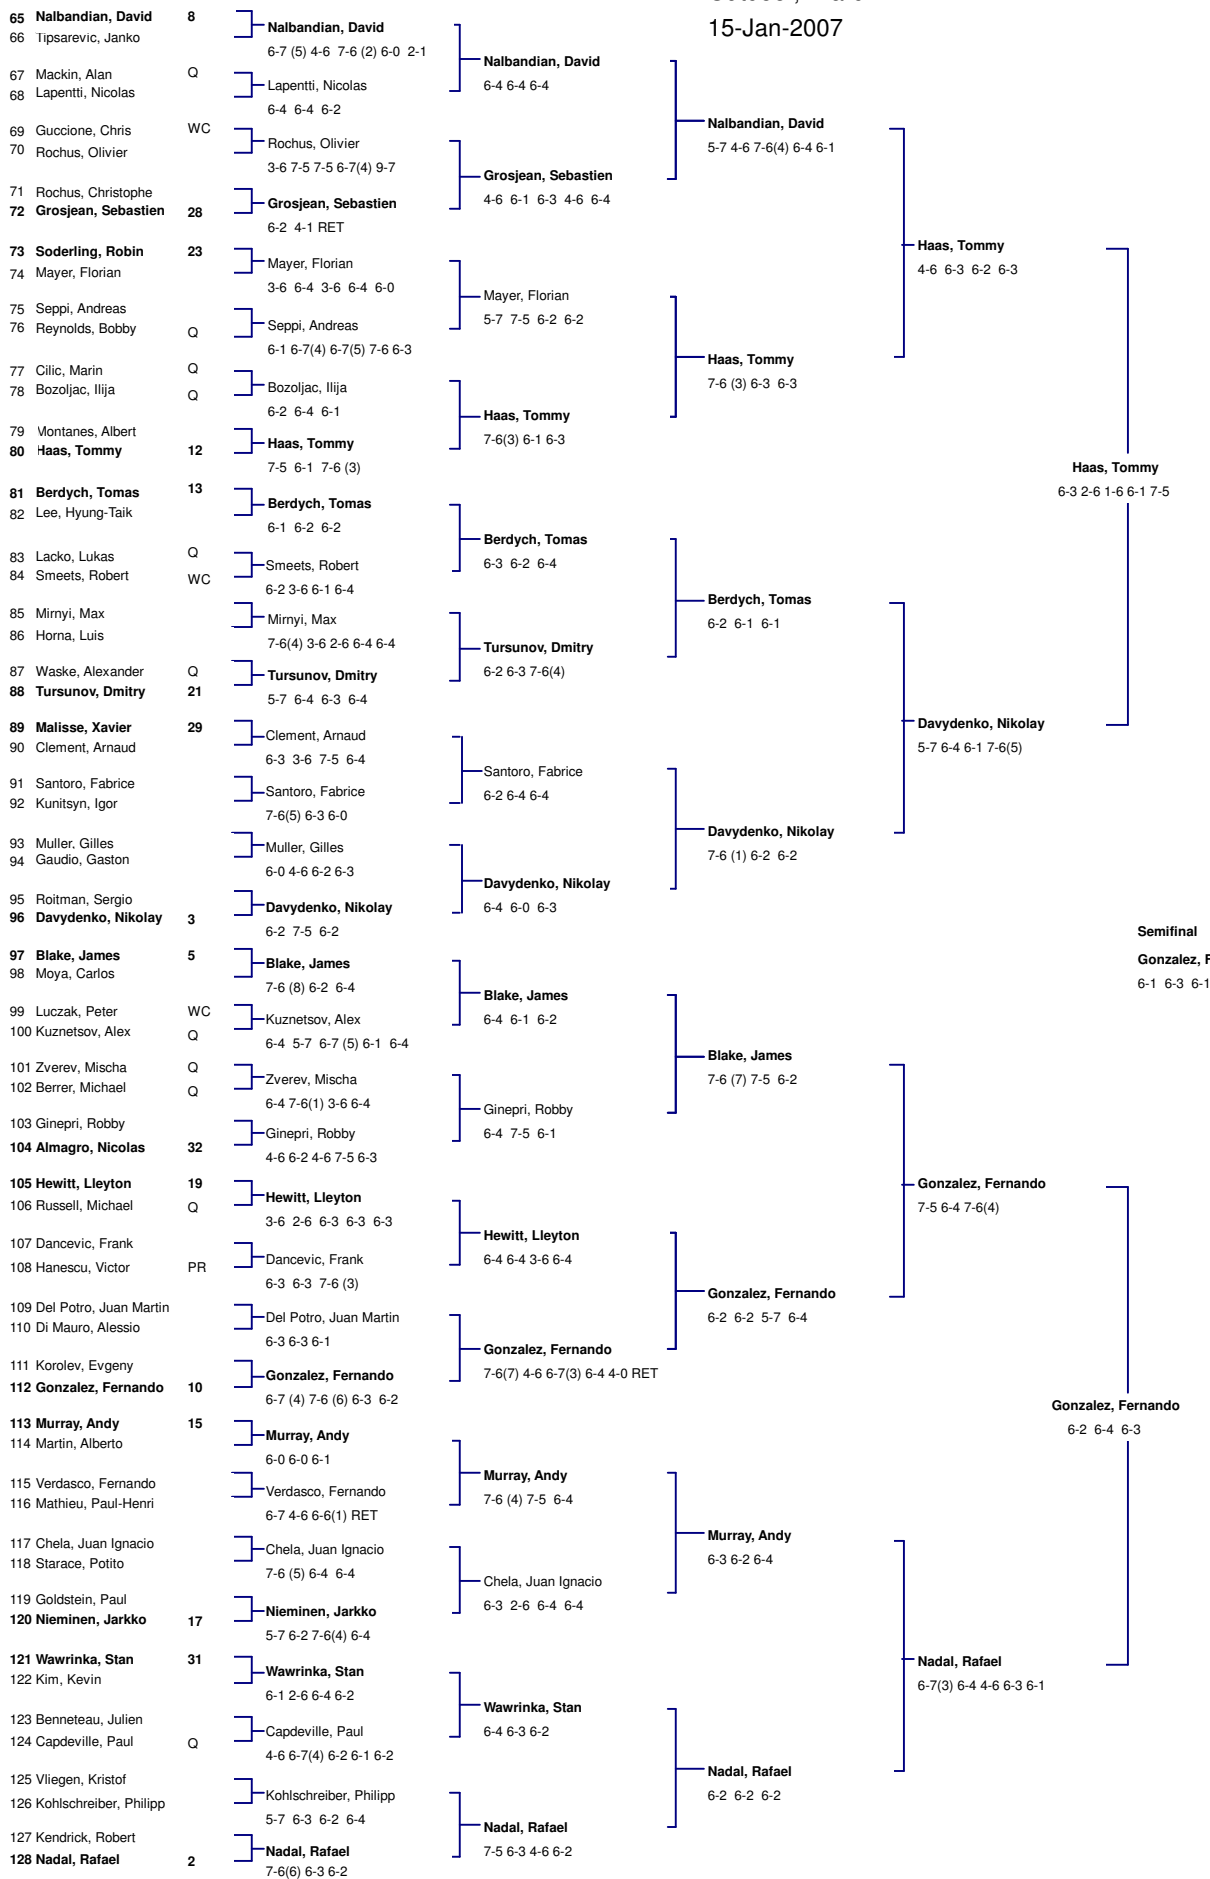 15-Jan-2007
65 Nalbandian, David 8
66 Tipsarevic, Janko
67 Mackin, Alan Q
68 Lapentti, Nicolas
69 Guccione, Chris WC
70 Rochus, Olivier
71 Rochus, Christophe
72 Grosjean, Sebastien 28
73 Soderling, Robin 23
74 Mayer, Florian
75 Seppi, Andreas
76 Reynolds, Bobby Q
77 Cilic, Marin Q
78 Bozoljac, Ilija Q
79 Montanes, Albert
80 Haas, Tommy 12
81 Berdych, Tomas 13
82 Lee, Hyung-Taik
83 Lacko, Lukas Q
84 Smeets, Robert WC
85 Mirnyi, Max
86 Horna, Luis
87 Waske, Alexander Q
88 Tursunov, Dmitry 21
89 Malisse, Xavier 29
90 Clement, Arnaud
91 Santoro, Fabrice
92 Kunitsyn, Igor
93 Muller, Gilles
94 Gaudio, Gaston
95 Roitman, Sergio
96 Davydenko, Nikolay 3
97 Blake, James 5
98 Moya, Carlos
99 Luczak, Peter WC
100 Kuznetsov, Alex Q
101 Zverev, Mischa Q
102 Berrer, Michael Q
103 Ginepri, Robby
104 Almagro, Nicolas 32
105 Hewitt, Lleyton 19
106 Russell, Michael Q
107 Dancevic, Frank
108 Hanescu, Victor PR
109 Del Potro, Juan Martin
110 Di Mauro, Alessio
111 Korolev, Evgeny
112 Gonzalez, Fernando 10
113 Murray, Andy 15
114 Martin, Alberto
115 Verdasco, Fernando
116 Mathieu, Paul-Henri
117 Chela, Juan Ignacio
118 Starace, Potito
119 Goldstein, Paul
120 Nieminen, Jarkko 17
121 Wawrinka, Stan 31
122 Kim, Kevin
123 Benneteau, Julien
124 Capdeville, Paul Q
125 Vliegen, Kristof
126 Kohlschreiber, Philipp
127 Kendrick, Robert
128 Nadal, Rafael 2
Nalbandian, David
6-7 (5) 4-6 7-6 (2) 6-0 2-1
Lapentti, Nicolas
6-4 6-4 6-2
Rochus, Olivier
3-6 7-5 7-5 6-7(4) 9-7
Grosjean, Sebastien
6-2 4-1 RET
Mayer, Florian
3-6 6-4 3-6 6-4 6-0
Seppi, Andreas
6-1 6-7(4) 6-7(5) 7-6 6-3
Bozoljac, Ilija
6-2 6-4 6-1
Haas, Tommy
7-5 6-1 7-6 (3)
Berdych, Tomas
6-1 6-2 6-2
Smeets, Robert
6-2 3-6 6-1 6-4
Mirnyi, Max
7-6(4) 3-6 2-6 6-4 6-4
Tursunov, Dmitry
5-7 6-4 6-3 6-4
Clement, Arnaud
6-3 3-6 7-5 6-4
Santoro, Fabrice
7-6(5) 6-3 6-0
Muller, Gilles
6-0 4-6 6-2 6-3
Davydenko, Nikolay
6-2 7-5 6-2
Blake, James
7-6 (8) 6-2 6-4
Kuznetsov, Alex
6-4 5-7 6-7 (5) 6-1 6-4
Zverev, Mischa
6-4 7-6(1) 3-6 6-4
Ginepri, Robby
4-6 6-2 4-6 7-5 6-3
Hewitt, Lleyton
3-6 2-6 6-3 6-3 6-3
Dancevic, Frank
6-3 6-3 7-6 (3)
Del Potro, Juan Martin
6-3 6-3 6-1
Gonzalez, Fernando
6-7 (4) 7-6 (6) 6-3 6-2
Murray, Andy
6-0 6-0 6-1
Verdasco, Fernando
6-7 4-6 6-6(1) RET
Chela, Juan Ignacio
7-6 (5) 6-4 6-4
Nieminen, Jarkko
5-7 6-2 7-6(4) 6-4
Wawrinka, Stan
6-1 2-6 6-4 6-2
Capdeville, Paul
4-6 6-7(4) 6-2 6-1 6-2
Kohlschreiber, Philipp
5-7 6-3 6-2 6-4
Nadal, Rafael
7-6(6) 6-3 6-2
Nalbandian, David
6-4 6-4 6-4
Grosjean, Sebastien
4-6 6-1 6-3 4-6 6-4
Mayer, Florian
5-7 7-5 6-2 6-2
Haas, Tommy
7-6(3) 6-1 6-3
Berdych, Tomas
6-3 6-2 6-4
Tursunov, Dmitry
6-2 6-3 7-6(4)
Santoro, Fabrice
6-2 6-4 6-4
Davydenko, Nikolay
6-4 6-0 6-3
Blake, James
6-4 6-1 6-2
Ginepri, Robby
6-4 7-5 6-1
Hewitt, Lleyton
6-4 6-4 3-6 6-4
Gonzalez, Fernando
7-6(7) 4-6 6-7(3) 6-4 4-0 RET
Murray, Andy
7-6 (4) 7-5 6-4
Chela, Juan Ignacio
6-3 2-6 6-4 6-4
Wawrinka, Stan
6-4 6-3 6-2
Nadal, Rafael
7-5 6-3 4-6 6-2
Nalbandian, David
5-7 4-6 7-6(4) 6-4 6-1
Haas, Tommy
7-6 (3) 6-3 6-3
Berdych, Tomas
6-2 6-1 6-1
Davydenko, Nikolay
7-6 (1) 6-2 6-2
Blake, James
7-6 (7) 7-5 6-2
Gonzalez, Fernando
6-2 6-2 5-7 6-4
Murray, Andy
6-3 6-2 6-4
Nadal, Rafael
6-2 6-2 6-2
Haas, Tommy
4-6 6-3 6-2 6-3
Davydenko, Nikolay
5-7 6-4 6-1 7-6(5)
Gonzalez, Fernando
7-5 6-4 7-6(4)
Nadal, Rafael
6-7(3) 6-4 4-6 6-3 6-1
Haas, Tommy
6-3 2-6 1-6 6-1 7-5
Gonzalez, Fernando
6-2 6-4 6-3
Semifinal
Gonzalez, F
6-1 6-3 6-1